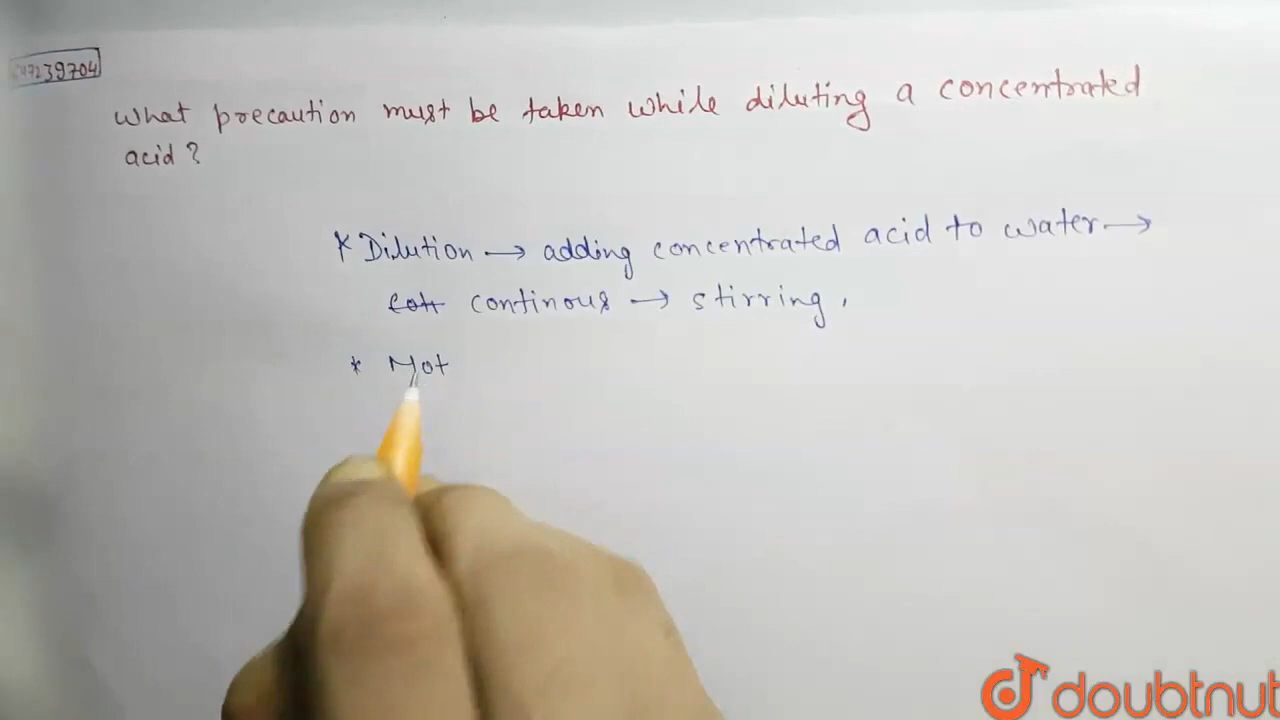 39704
What precaution must be taken while diluting a concentrated
acid?
* Dilution → adding concentrated acid to water →
continous → stirring.
* Not
doubtnut